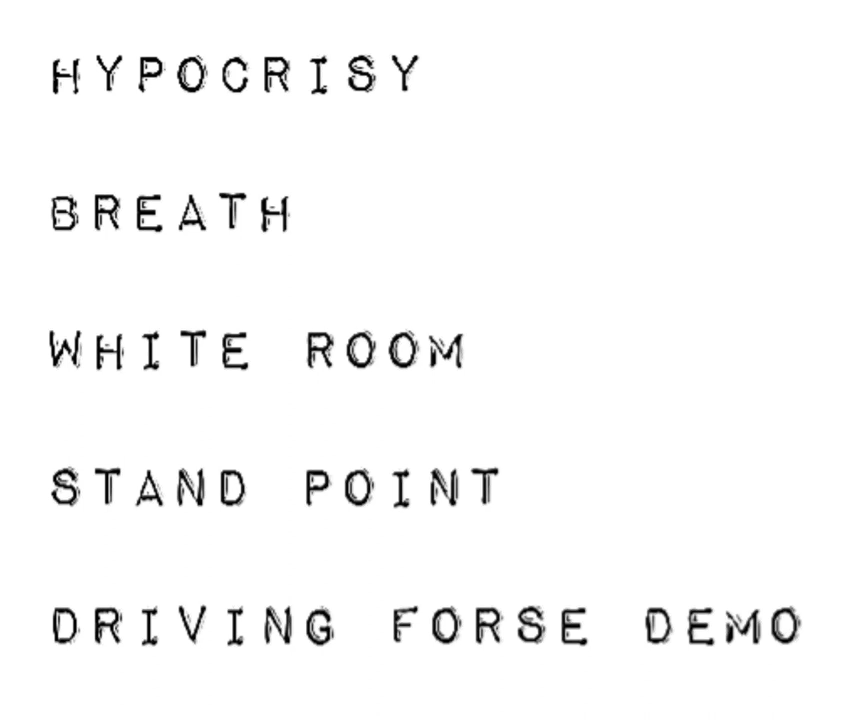 HYPOCRISY
BREATH
WHITE ROOM
STAND POINT
DRIVING FORSE DEMO